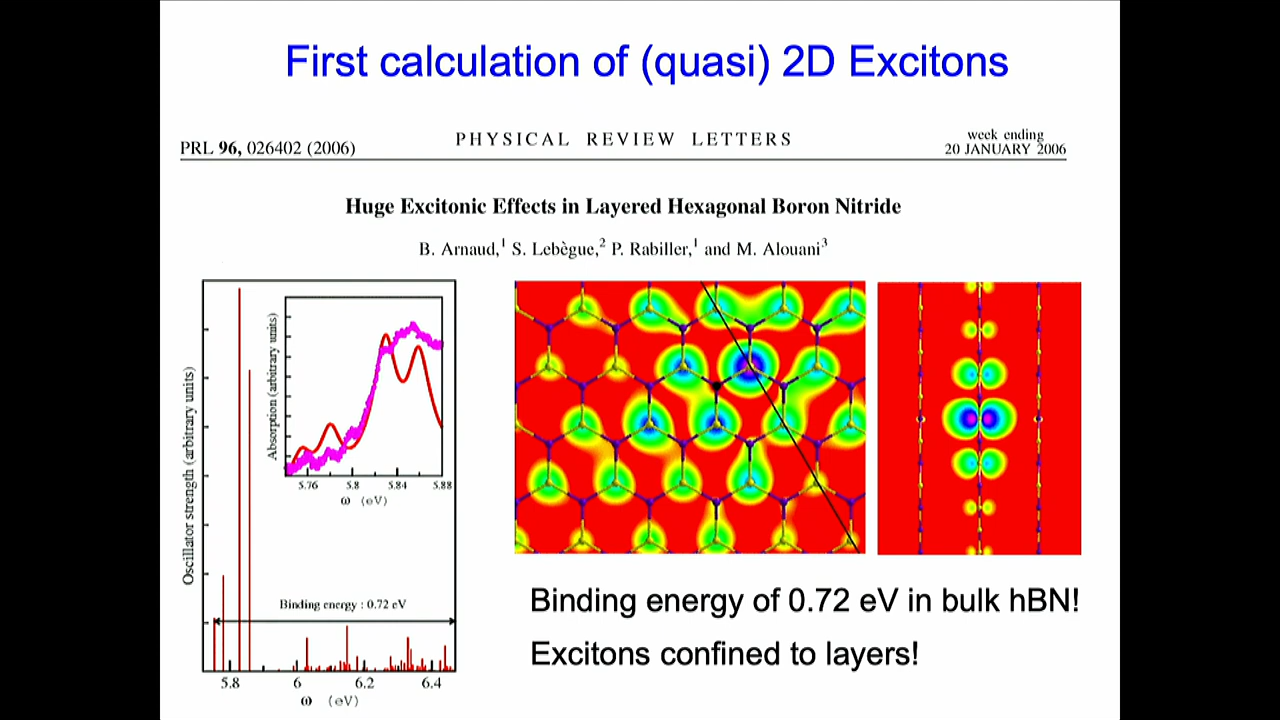 First calculation of (quasi) 2D Excitons
PRL 96, 026402 (2006)
PHYSICAL REVIEW LETTERS
week ending
20 JANUARY 2006
Huge Excitonic Effects in Layered Hexagonal Boron Nitride
B. Arnaud,1 S. Lebègue,2 P. Rabiller,1 and M. Alouani3
Oscillator strength (arbitrary units)
Absorption (arbitrary units)
5.76 5.8 5.84 5.88
ω (eV)
Binding energy : 0.72 eV
5.8 6 6.2 6.4
ω (eV)
Binding energy of 0.72 eV in bulk hBN!
Excitons confined to layers!